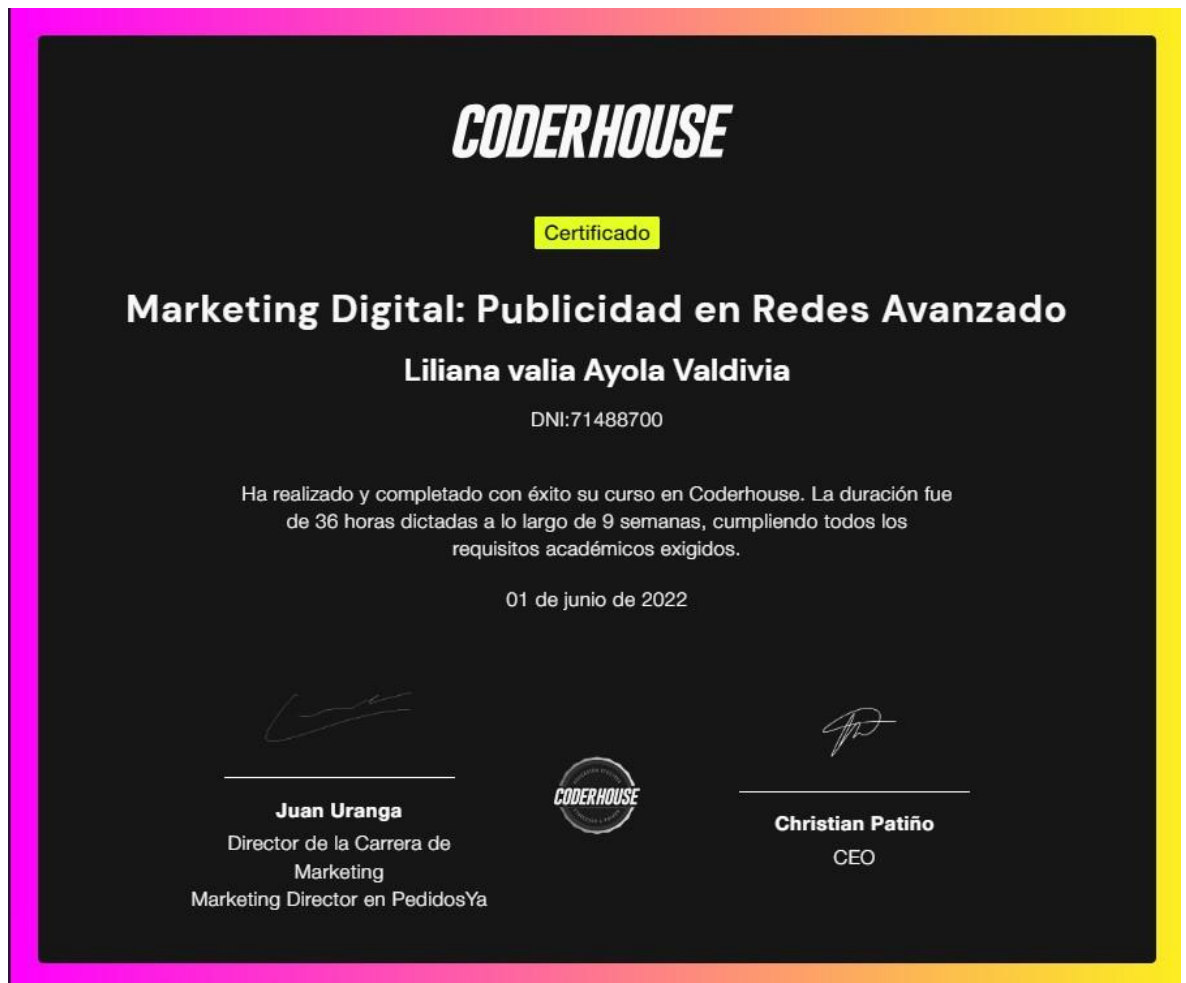 CODERHOUSE
Certificado
Marketing Digital: Publicidad en Redes Avanzado
Liliana valia Ayola Valdivia
DNI:71488700
Ha realizado y completado con éxito su curso en Coderhouse. La duración fue
de 36 horas dictadas a lo largo de 9 semanas, cumpliendo todos los
requisitos académicos exigidos.
01 de junio de 2022
Juan Uranga
Director de la Carrera de
Marketing
Marketing Director en PedidosYa
CODERHOUSE
Christian Patiño
CEO